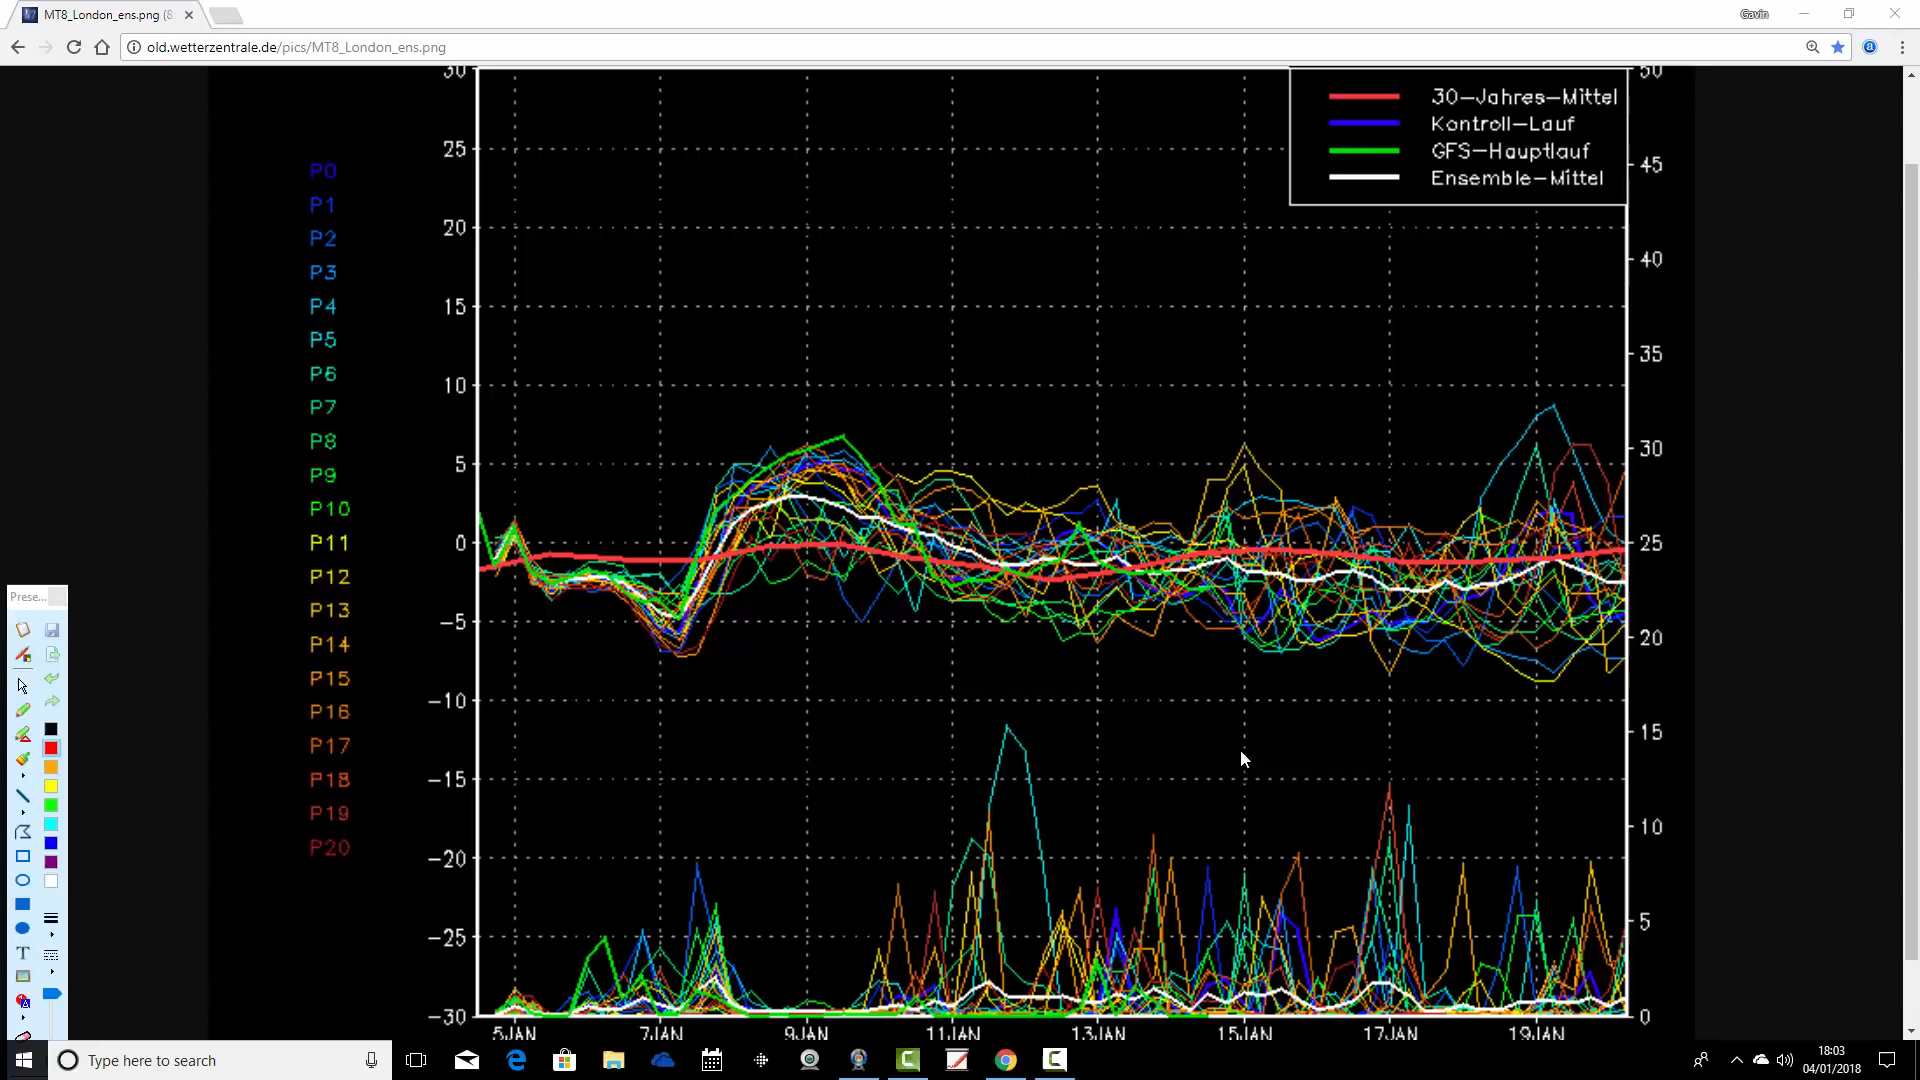 MT8_London_ens.png (8
Gavin
old.wetterzentrale.de/pics/MT8_London_ens.png
30
25
20
15
10
5
0
−5
−10
−15
−20
−25
−30
P0
P1
P2
P3
P4
P5
P6
P7
P8
P9
P10
P11
P12
P13
P14
P15
P16
P17
P18
P19
P20
30−Jahres−Mittel
Kontroll−Lauf
GFS−Hauptlauf
Ensemble−Mittel
50
45
40
35
30
25
20
15
10
5
0
5JAN 7JAN 9JAN 11JAN 13JAN 15JAN 17JAN 19JAN
Prese...
T
Type here to search
18:03
04/01/2018